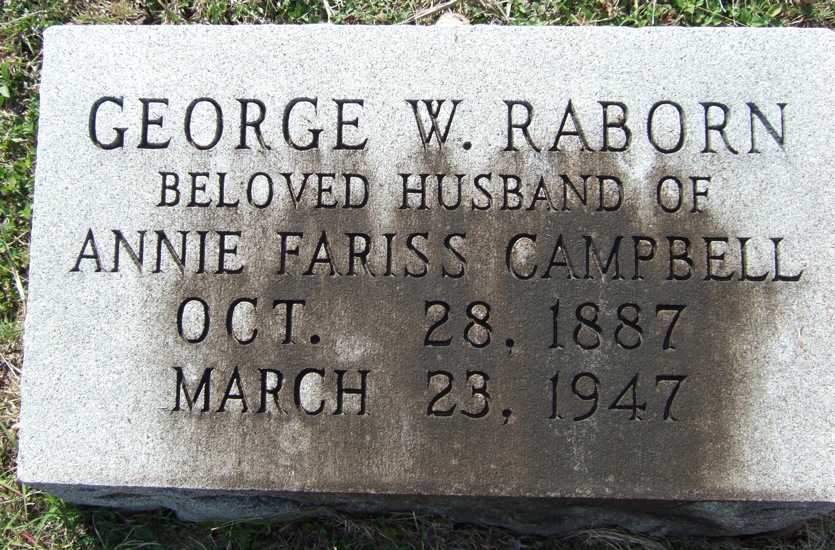 GEORGE W. RABORN
BELOVED HUSBAND OF
ANNIE FARISS CAMPBELL
OCT. 28, 1887
MARCH 23, 1947